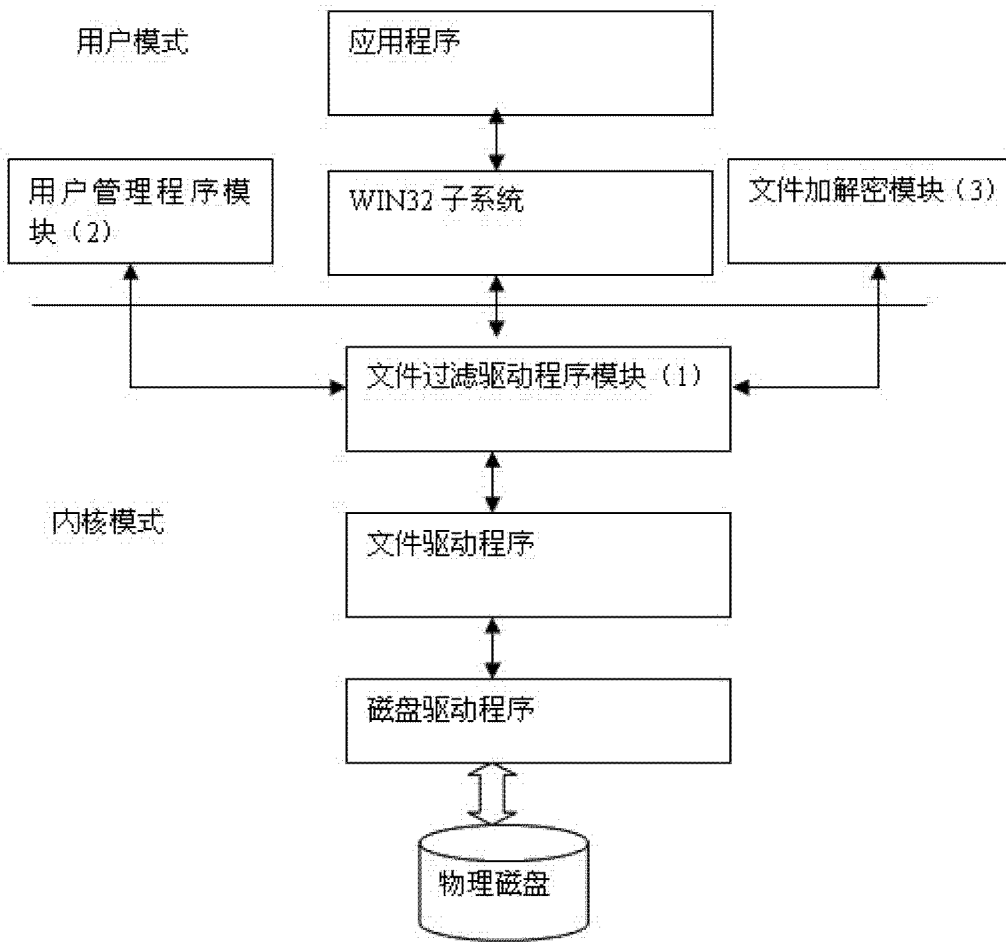 用户模式
应用程序
用户管理程序模
块（2）
WIN32 子系统
文件加解密模块（3）
文件过滤驱动程序模块（1）
内核模式
文件驱动程序
磁盘驱动程序
物理磁盘